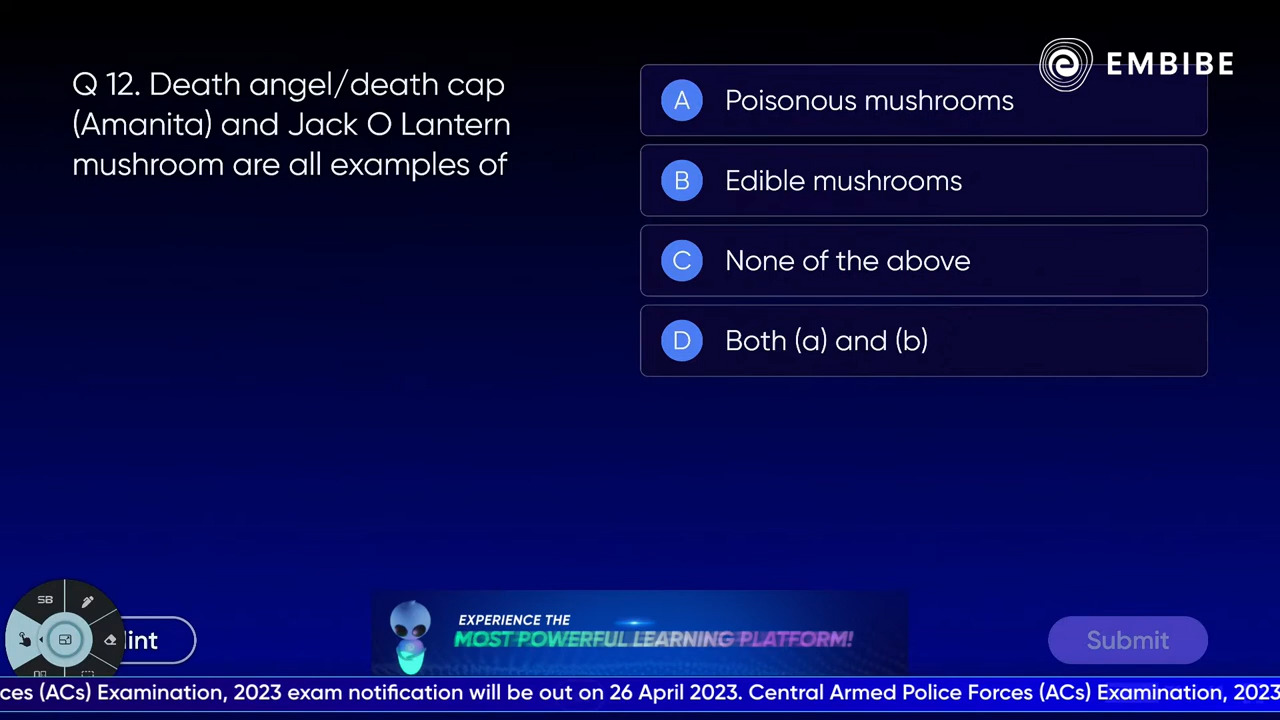 EMBIBE
Q 12. Death angel/death cap
(Amanita) and Jack O Lantern
mushroom are all examples of
A Poisonous mushrooms
B Edible mushrooms
C None of the above
D Both (a) and (b)
SB
EXPERIENCE THE
MOST POWERFUL LEARNING PLATFORM!
Submit
(ACs) Examination, 2023 exam notification will be out on 26 April 2023. Central Armed Police Forces (ACs) Examination, 2023